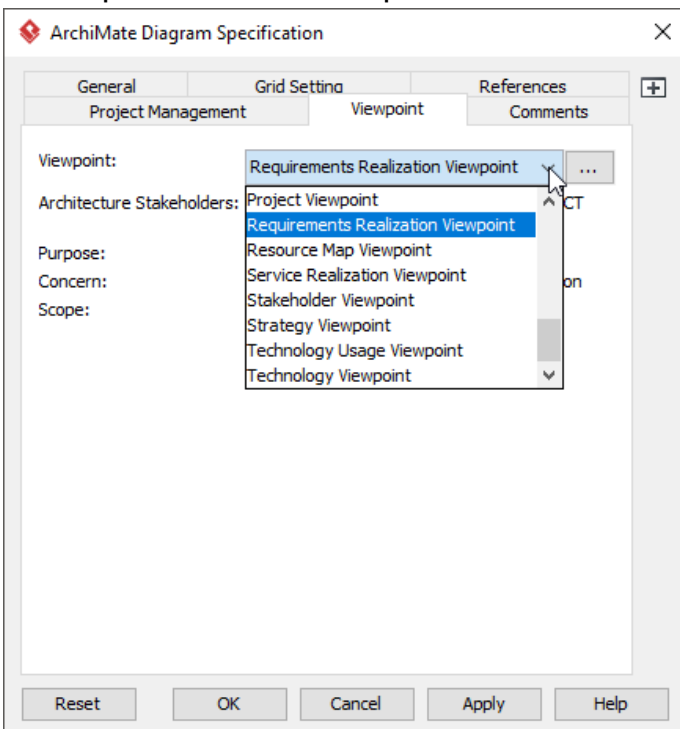 ArchiMate Diagram Specification
General Grid Setting References
Project Management Viewpoint Comments
Viewpoint: Requirements Realization Viewpoint ...
Architecture Stakeholders: CT
Project Viewpoint
Requirements Realization Viewpoint
Resource Map Viewpoint
Purpose:
Service Realization Viewpoint
Concern: on
Stakeholder Viewpoint
Scope:
Strategy Viewpoint
Technology Usage Viewpoint
Technology Viewpoint
Reset OK Cancel Apply Help